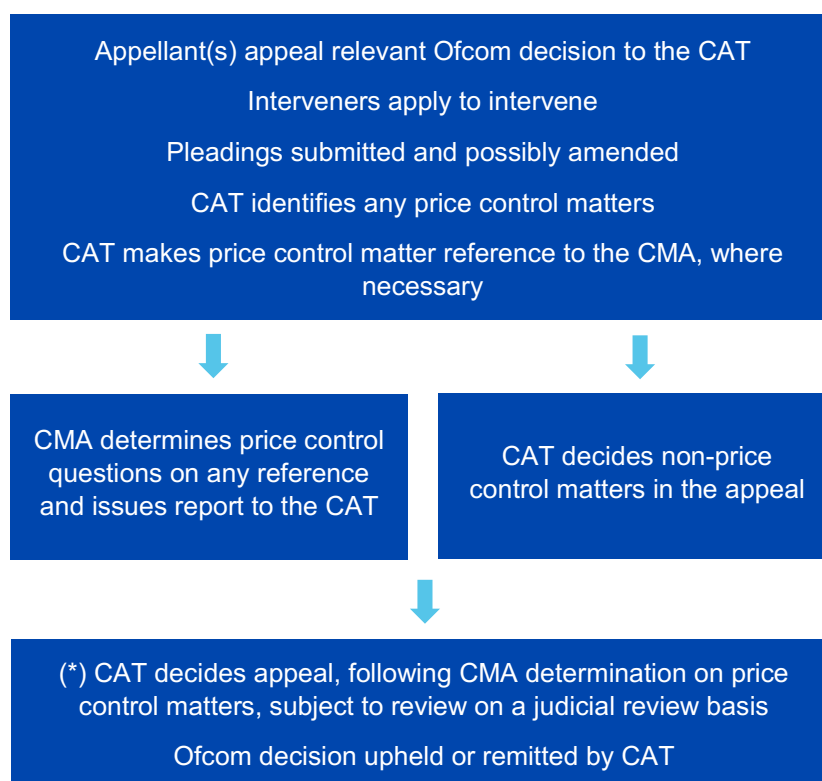 Appellant(s) appeal relevant Ofcom decision to the CAT
Interveners apply to intervene
Pleadings submitted and possibly amended
CAT identifies any price control matters
CAT makes price control matter reference to the CMA, where
necessary
CMA determines price control
questions on any reference
and issues report to the CAT
CAT decides non-price
control matters in the appeal
(*) CAT decides appeal, following CMA determination on price
control matters, subject to review on a judicial review basis
Ofcom decision upheld or remitted by CAT